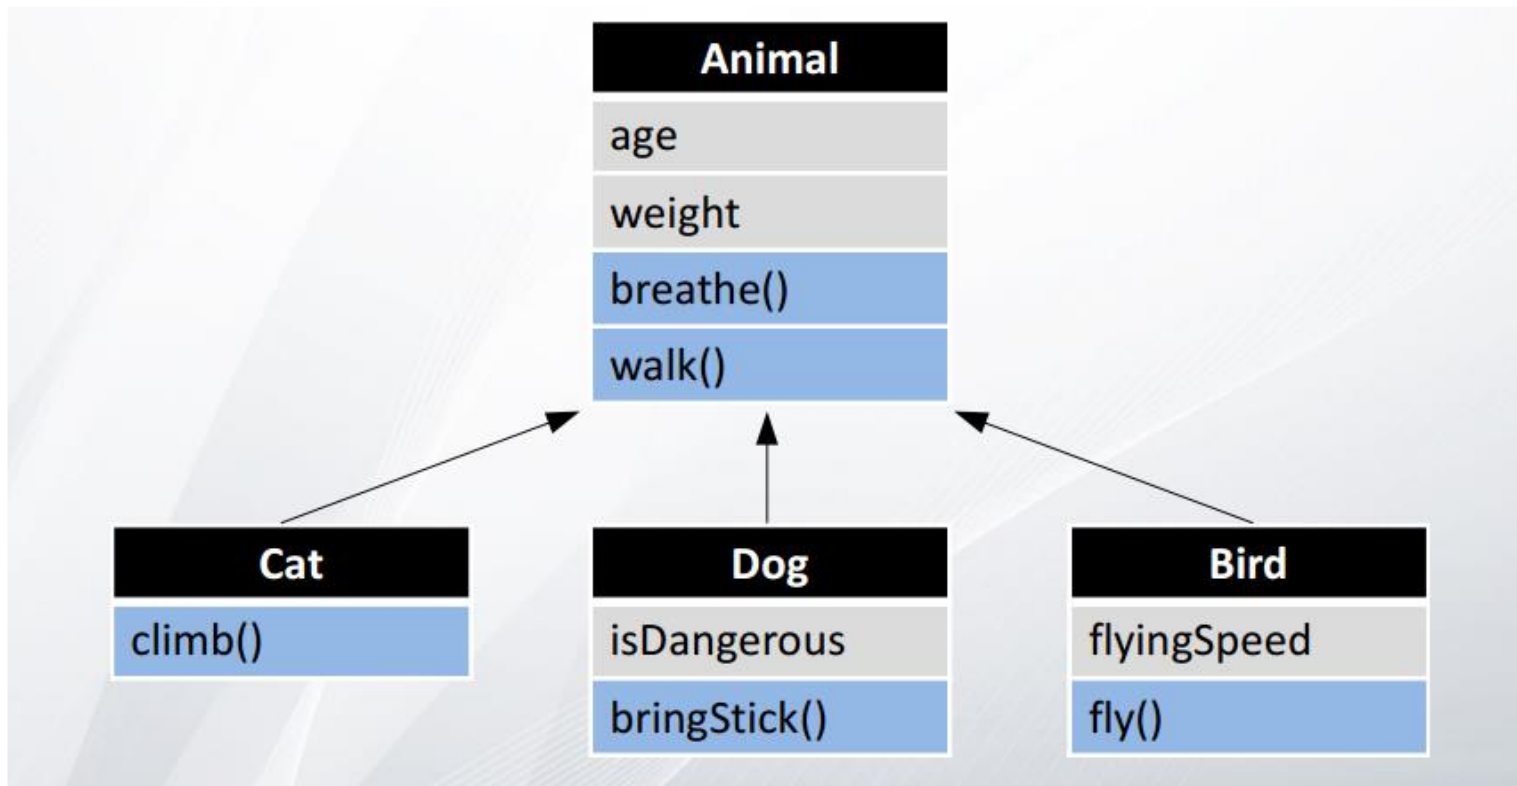 Animal
age
weight
breathe()
walk()
Cat
climb()
Dog
isDangerous
bringStick()
Bird
flyingSpeed
fly()